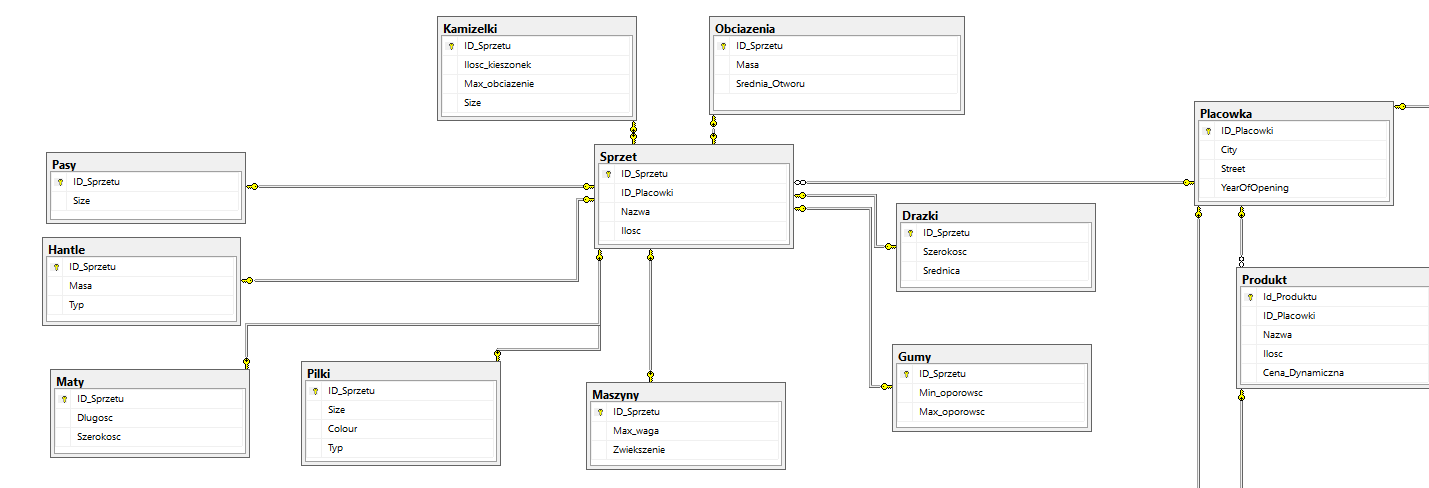 Kamizelki
ID_Sprzetu
Ilosc_kieszonek
Max_obciazenie
Size
Obciazenia
ID_Sprzetu
Masa
Srednia_Otworu
Placowka
ID_Placowki
City
Street
YearOfOpening
Pasy
ID_Sprzetu
Size
Sprzet
ID_Sprzetu
ID_Placowki
Nazwa
Ilosc
Drazki
ID_Sprzetu
Szerokosc
Srednica
Hantle
ID_Sprzetu
Masa
Typ
Produkt
Id_Produktu
ID_Placowki
Nazwa
Ilosc
Cena_Dynamiczna
Gumy
ID_Sprzetu
Min_oporowsc
Max_oporowsc
Maty
ID_Sprzetu
Dlugosc
Szerokosc
Pilki
ID_Sprzetu
Size
Colour
Typ
Maszyny
ID_Sprzetu
Max_waga
Zwiekszenie